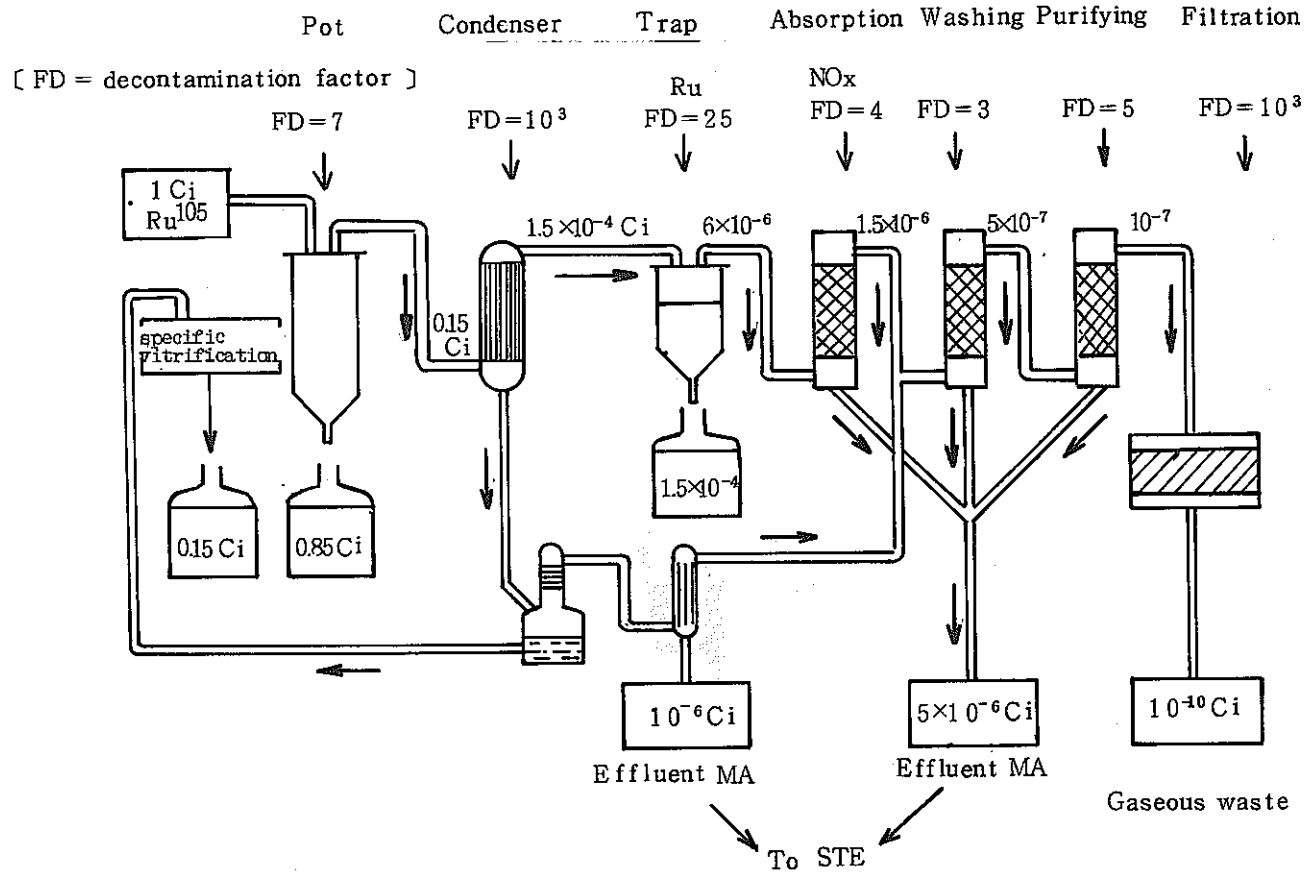 Pot Condenser Trap Absorption Washing Purifying Filtration
[ FD = decontamination factor ]
Ru NOx
FD=7 FD=10³ FD=25 FD=4 FD=3 FD=5 FD=10³
1 Ci
Ru¹⁰⁵
1.5×10⁻⁴ Ci 6×10⁻⁶ 1.5×10⁻⁶ 5×10⁻⁷ 10⁻⁷
0.15
Ci
specific
vitrification
0.15 Ci 0.85 Ci 1.5×10⁻⁴
10⁻⁶ Ci 5×10⁻⁶ Ci 10⁻¹⁰ Ci
Effluent MA Effluent MA
Gaseous waste
To STE